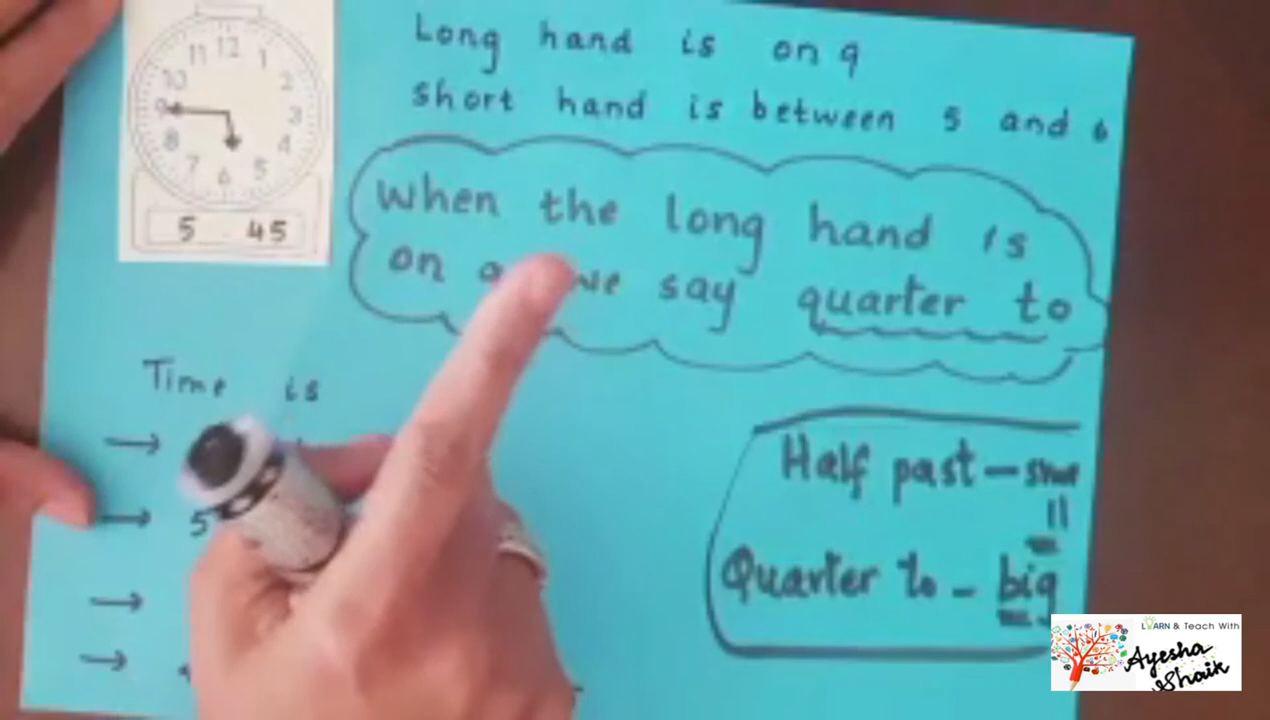 Long hand is on 9
short hand is between 5 and 6
12
11 1
10 2
9 3
8 4
7 5
6
5 45
when the long hand is
on we say quarter to
Time is
5
Half past –
Quarter to – big
LEARN & Teach With
Ayesha
Shaik